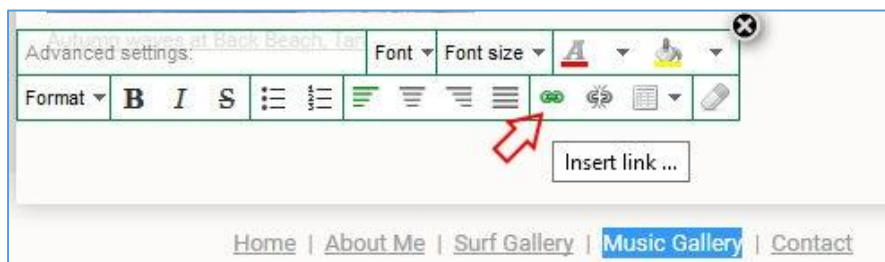 Autumn waves at Back Beach, Tar
Advanced settings: Font Font size A
Format B I S
Insert link ...
Home | About Me | Surf Gallery | Music Gallery | Contact